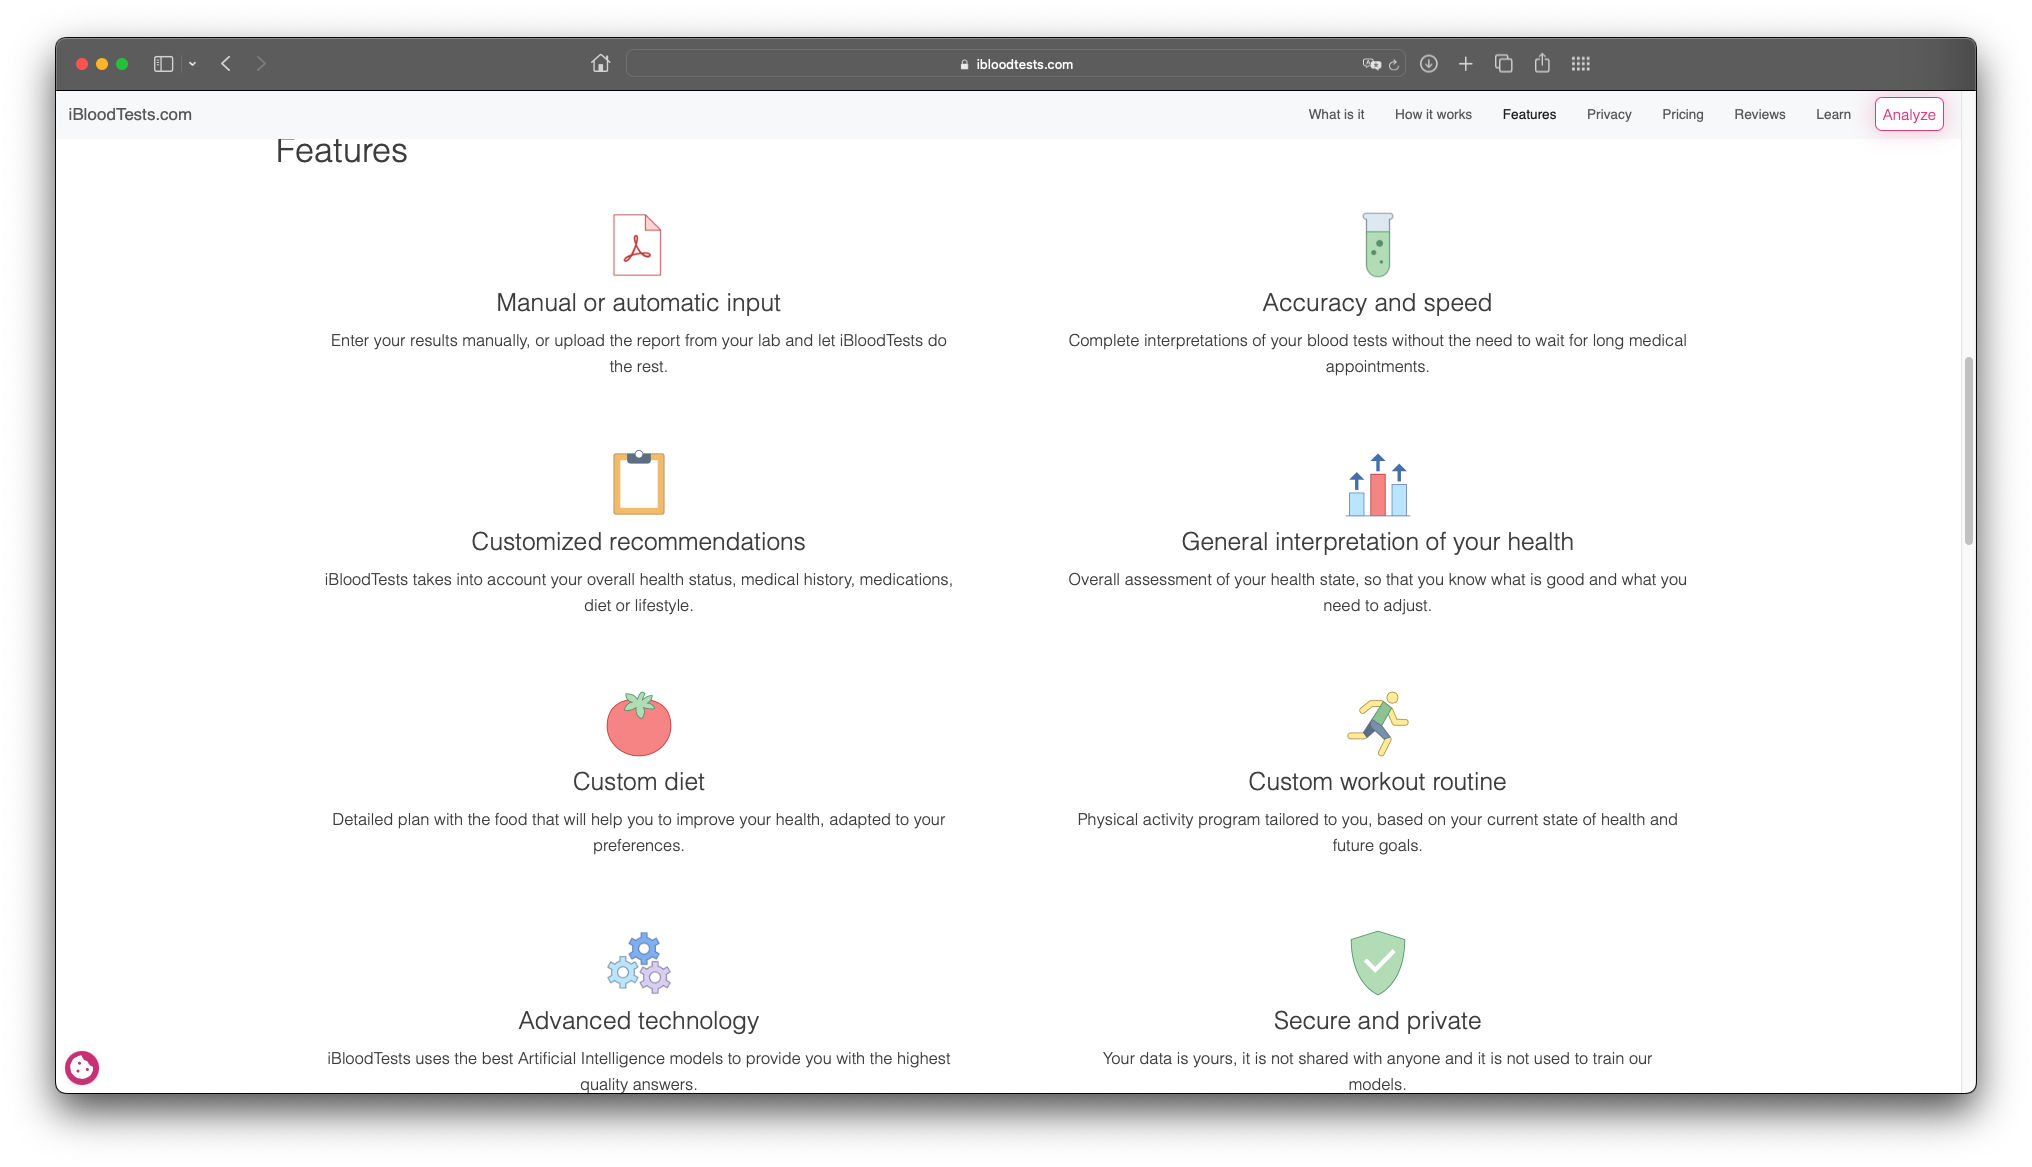 ibloodtests.com
iBloodTests.com
What is it
How it works
Features
Privacy
Pricing
Reviews
Learn
Analyze
Features
Manual or automatic input
Enter your results manually, or upload the report from your lab and let iBloodTests do
the rest.
Accuracy and speed
Complete interpretations of your blood tests without the need to wait for long medical
appointments.
Customized recommendations
iBloodTests takes into account your overall health status, medical history, medications,
diet or lifestyle.
General interpretation of your health
Overall assessment of your health state, so that you know what is good and what you
need to adjust.
Custom diet
Detailed plan with the food that will help you to improve your health, adapted to your
preferences.
Custom workout routine
Physical activity program tailored to you, based on your current state of health and
future goals.
Advanced technology
iBloodTests uses the best Artificial Intelligence models to provide you with the highest
quality answers.
Secure and private
Your data is yours, it is not shared with anyone and it is not used to train our
models.